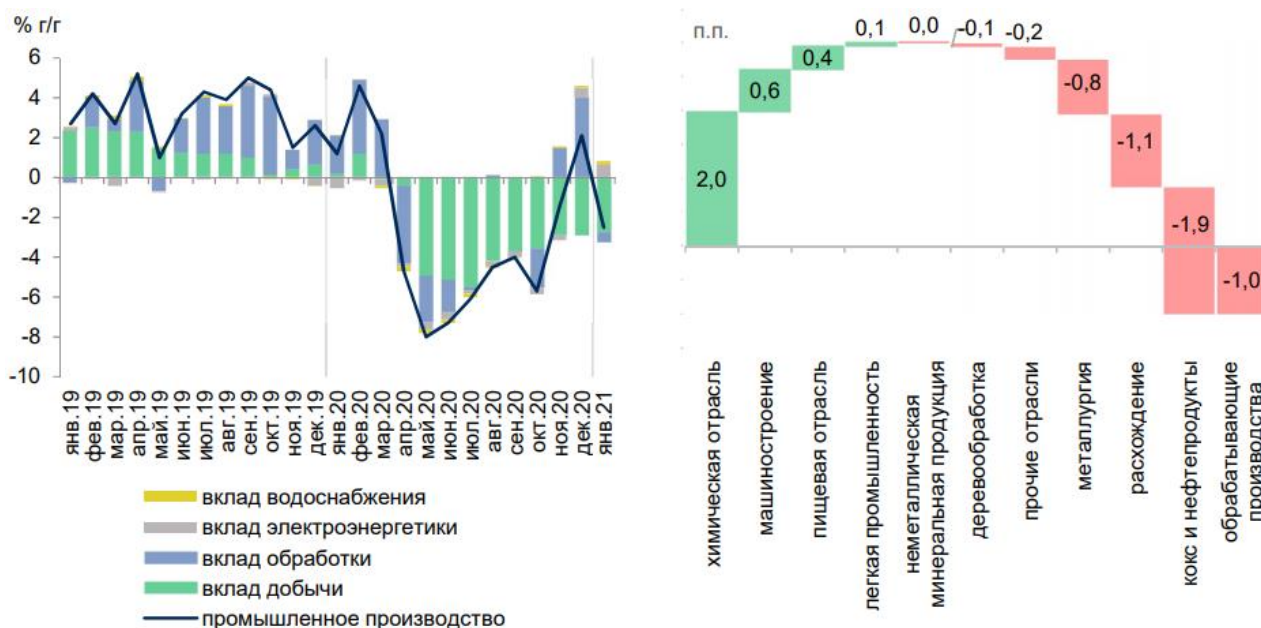 % г/г
6
4
2
0
-2
-4
-6
-8
-10
янв.19
фев.19
мар.19
апр.19
май.19
июн.19
июл.19
авг.19
сен.19
окт.19
ноя.19
дек.19
янв.20
фев.20
мар.20
апр.20
май.20
июн.20
июл.20
авг.20
сен.20
окт.20
ноя.20
дек.20
янв.21
вклад водоснабжения
вклад электроэнергетики
вклад обработки
вклад добычи
промышленное производство
п.п.
2,0
0,6
0,4
0,1
0,0
-0,1
-0,2
-0,8
-1,1
-1,9
-1,0
химическая отрасль
машиностроение
пищевая отрасль
легкая промышленность
неметаллическая
минеральная продукция
деревообработка
прочие отрасли
металлургия
расхождение
кокс и нефтепродукты
обрабатывающие
производства